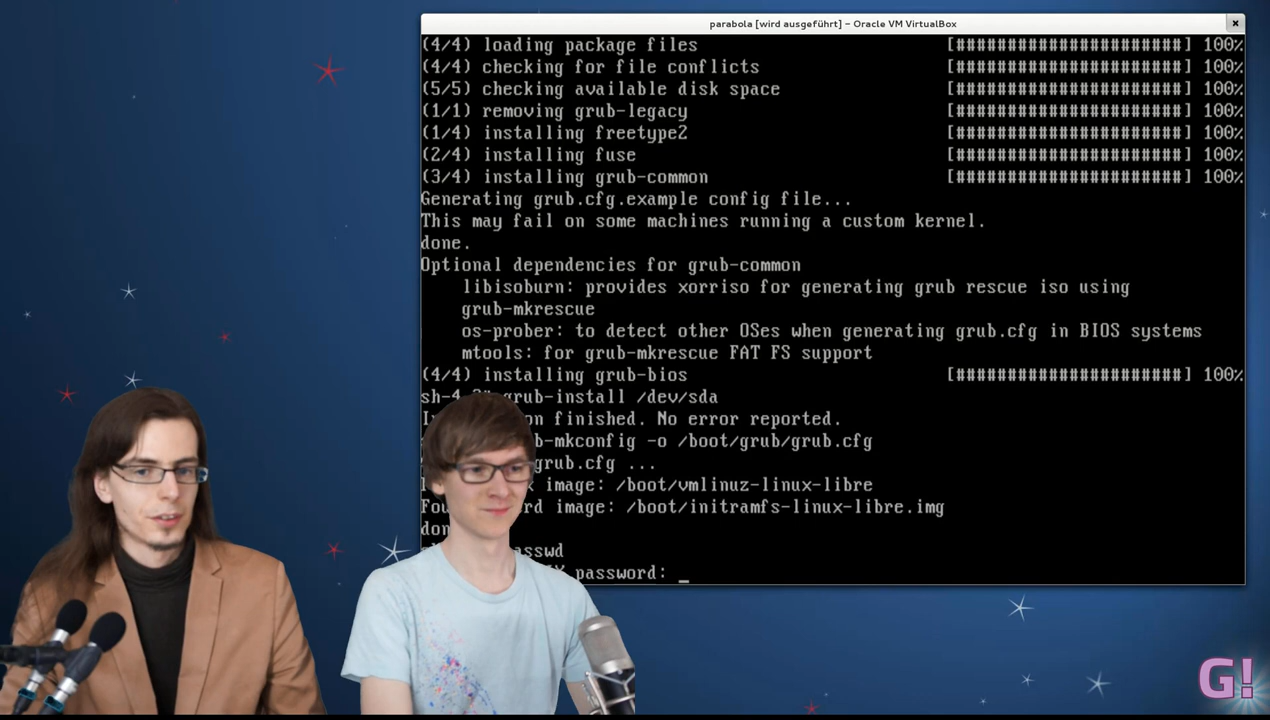 parabola [wird ausgeführt] – Oracle VM VirtualBox
(4/4) loading package files [######################] 100%
(4/4) checking for file conflicts [######################] 100%
(5/5) checking available disk space [######################] 100%
(1/1) removing grub-legacy [######################] 100%
(1/4) installing freetype2 [######################] 100%
(2/4) installing fuse [######################] 100%
(3/4) installing grub-common [######################] 100%
Generating grub.cfg.example config file...
This may fail on some machines running a custom kernel.
done.
Optional dependencies for grub-common
libisoburn: provides xorriso for generating grub rescue iso using
grub-mkrescue
os-prober: to detect other OSes when generating grub.cfg in BIOS systems
mtools: for grub-mkrescue FAT FS support
(4/4) installing grub-bios [######################] 100%
grub-install /dev/sda
finished. No error reported.
-mkconfig -o /boot/grub/grub.cfg
grub.cfg ...
image: /boot/vmlinuz-linux-libre
image: /boot/initramfs-linux-libre.img
password: _
G!